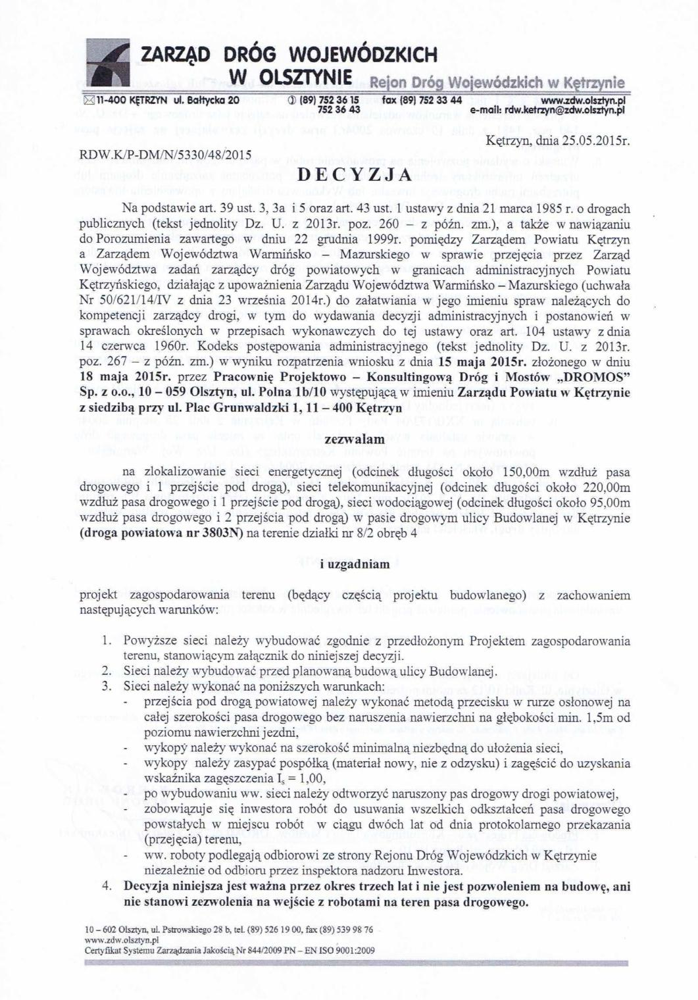 ZARZĄD DRÓG WOJEWÓDZKICH
W OLSZTYNIE Rejon Dróg Wojewódzkich w Kętrzynie
11-400 KĘTRZYN ul. Bałtycka 20 (89) 752 36 15 fax (89) 752 33 44 www.zdw.olsztyn.pl
752 36 43 e-mail: rdw.ketrzyn@zdw.olsztyn.pl
Kętrzyn, dnia 25.05.2015r.
RDW.K/P-DM/N/5330/48/2015
DECYZJA
Na podstawie art. 39 ust. 3, 3a i 5 oraz art. 43 ust. 1 ustawy z dnia 21 marca 1985 r. o drogach
publicznych (tekst jednolity Dz. U. z 2013r. poz. 260 – z późn. zm.), a także w nawiązaniu
do Porozumienia zawartego w dniu 22 grudnia 1999r. pomiędzy Zarządem Powiatu Kętrzyn
a Zarządem Województwa Warmińsko – Mazurskiego w sprawie przejęcia przez Zarząd
Województwa zadań zarządcy dróg powiatowych w granicach administracyjnych Powiatu
Kętrzyńskiego, działając z upoważnienia Zarządu Województwa Warmińsko – Mazurskiego (uchwała
Nr 50/621/14/IV z dnia 23 września 2014r.) do załatwiania w jego imieniu spraw należących do
kompetencji zarządcy drogi, w tym do wydawania decyzji administracyjnych i postanowień w
sprawach określonych w przepisach wykonawczych do tej ustawy oraz art. 104 ustawy z dnia
14 czerwca 1960r. Kodeks postępowania administracyjnego (tekst jednolity Dz. U. z 2013r.
poz. 267 – z późn. zm.) w wyniku rozpatrzenia wniosku z dnia 15 maja 2015r. złożonego w dniu
18 maja 2015r. przez Pracownię Projektowo – Konsultingową Dróg i Mostów „DROMOS”
Sp. z o.o., 10 – 059 Olsztyn, ul. Polna 1b/10 występującą w imieniu Zarządu Powiatu w Kętrzynie
z siedzibą przy ul. Plac Grunwaldzki 1, 11 – 400 Kętrzyn
zezwalam
na zlokalizowanie sieci energetycznej (odcinek długości około 150,00m wzdłuż pasa
drogowego i 1 przejście pod drogą), sieci telekomunikacyjnej (odcinek długości około 220,00m
wzdłuż pasa drogowego i 1 przejście pod drogą), sieci wodociągowej (odcinek długości około 95,00m
wzdłuż pasa drogowego i 2 przejścia pod drogą) w pasie drogowym ulicy Budowlanej w Kętrzynie
(droga powiatowa nr 3803N) na terenie działki nr 8/2 obręb 4
i uzgadniam
projekt zagospodarowania terenu (będący częścią projektu budowlanego) z zachowaniem
następujących warunków:
1. Powyższe sieci należy wybudować zgodnie z przedłożonym Projektem zagospodarowania
terenu, stanowiącym załącznik do niniejszej decyzji.
2. Sieci należy wybudować przed planowaną budową ulicy Budowlanej.
3. Sieci należy wykonać na poniższych warunkach:
- przejścia pod drogą powiatowej należy wykonać metodą przecisku w rurze osłonowej na
całej szerokości pasa drogowego bez naruszenia nawierzchni na głębokości min. 1,5m od
poziomu nawierzchni jezdni,
- wykopy należy wykonać na szerokość minimalną niezbędną do ułożenia sieci,
- wykopy należy zasypać pospółką (materiał nowy, nie z odzysku) i zagęścić do uzyskania
wskaźnika zagęszczenia Is = 1,00,
- po wybudowaniu ww. sieci należy odtworzyć naruszony pas drogowy drogi powiatowej,
- zobowiązuje się inwestora robót do usuwania wszelkich odkształceń pasa drogowego
powstałych w miejscu robót w ciągu dwóch lat od dnia protokolarnego przekazania
(przejęcia) terenu,
- ww. roboty podlegają odbiorowi ze strony Rejonu Dróg Wojewódzkich w Kętrzynie
niezależnie od odbioru przez inspektora nadzoru Inwestora.
4. Decyzja niniejsza jest ważna przez okres trzech lat i nie jest pozwoleniem na budowę, ani
nie stanowi zezwolenia na wejście z robotami na teren pasa drogowego.
10 – 602 Olsztyn, ul. Pstrowskiego 28 b, tel. (89) 526 19 00, fax (89) 539 98 76
www.zdw.olsztyn.pl
Certyfikat Systemu Zarządzania Jakością Nr 844/2009 PN – EN ISO 9001:2009